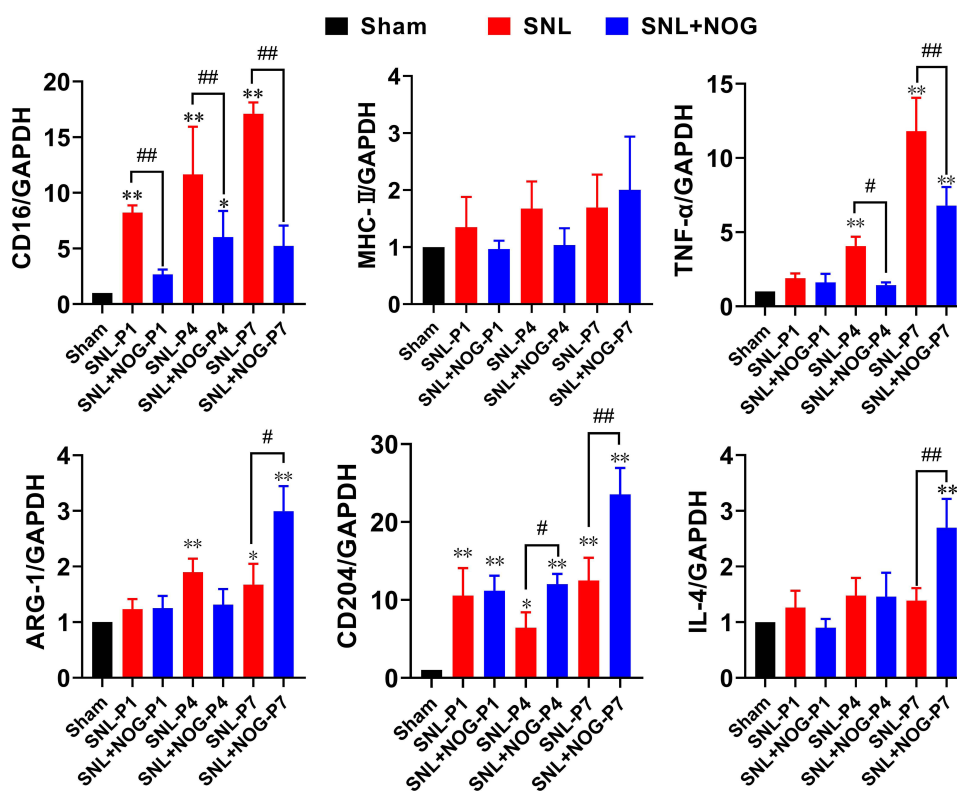 Sham SNL SNL+NOG
CD16/GAPDH
20
15
10
5
0
**
##
**
*
##
**
##
Sham
SNL-P1
SNL+NOG-P1
SNL-P4
SNL+NOG-P4
SNL-P7
SNL+NOG-P7
MHC-II/GAPDH
4
3
2
1
0
Sham
SNL-P1
SNL+NOG-P1
SNL-P4
SNL+NOG-P4
SNL-P7
SNL+NOG-P7
TNF-α/GAPDH
15
10
5
0
**
#
**
##
**
Sham
SNL-P1
SNL+NOG-P1
SNL-P4
SNL+NOG-P4
SNL-P7
SNL+NOG-P7
ARG-1/GAPDH
4
3
2
1
0
**
*
#
**
Sham
SNL-P1
SNL+NOG-P1
SNL-P4
SNL+NOG-P4
SNL-P7
SNL+NOG-P7
CD204/GAPDH
30
20
10
0
**
**
*
#
**
**
##
**
Sham
SNL-P1
SNL+NOG-P1
SNL-P4
SNL+NOG-P4
SNL-P7
SNL+NOG-P7
IL-4/GAPDH
4
3
2
1
0
##
**
Sham
SNL-P1
SNL+NOG-P1
SNL-P4
SNL+NOG-P4
SNL-P7
SNL+NOG-P7